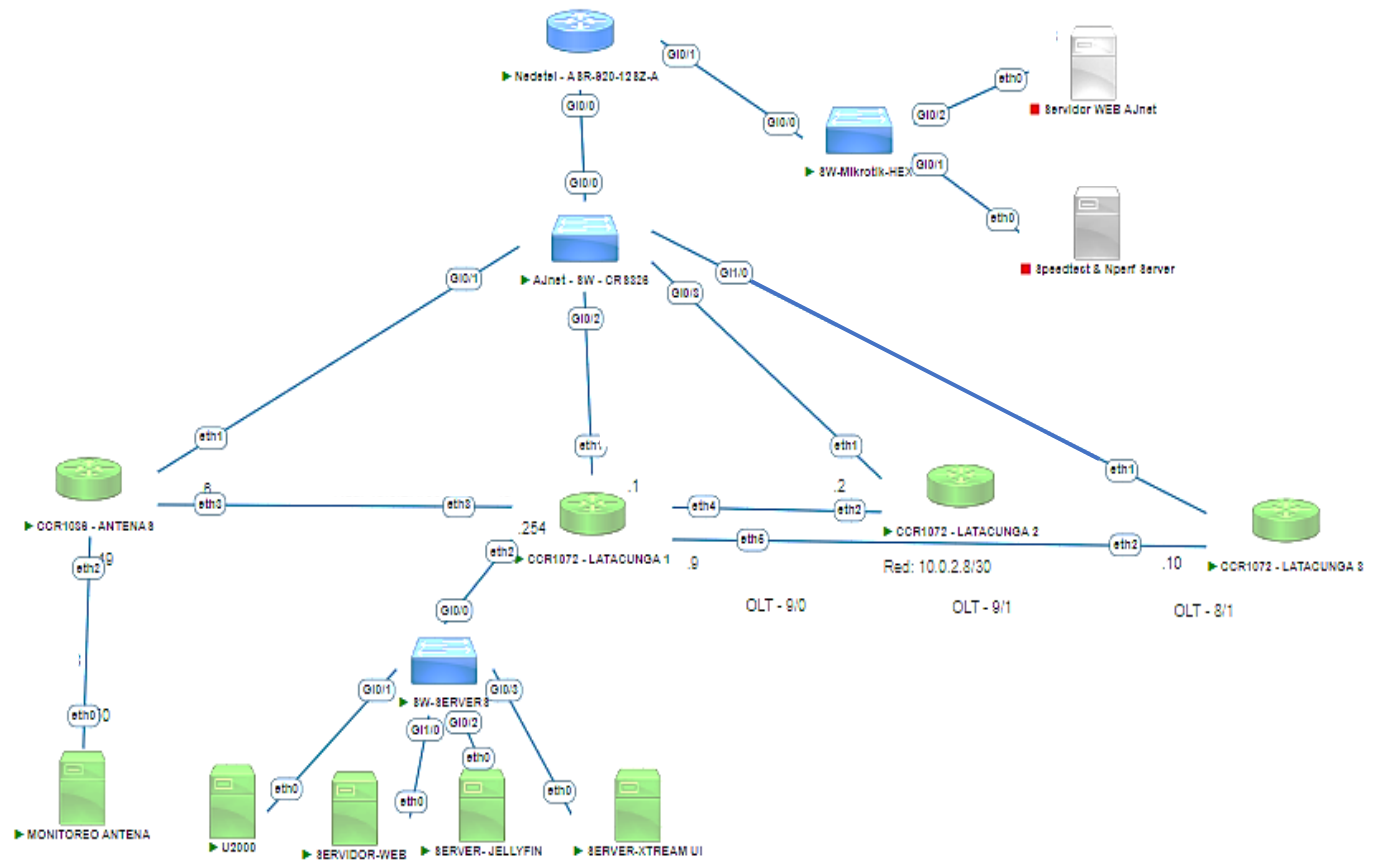 Gi0/1
Nedetel - ASR-920-12SZ-A
eth0
Gi0/0
Gi0/2
Servidor WEB AJnet
Gi0/0
SW-Mikrotik-HEX
Gi0/1
Gi0/0
eth0
Speedtest & Nperf Server
Gi1/0
AJnet - SW - CRS326
Gi0/1
Gi0/3
Gi0/2
eth1
eth1
eth1
eth1
.1
.2
eth3
eth3
eth4
eth2
CCR1036 - ANTENA 3
.254
CCR1072 - LATACUNGA 1
CCR1072 - LATACUNGA 2
eth5
eth2
eth2
.9
Red: 10.0.2.8/30
.10
CCR1072 - LATACUNGA 3
eth2
OLT - 9/0
OLT - 9/1
OLT - 8/1
Gi0/0
Gi0/1
Gi0/3
SW-SERVERS
eth0
Gi1/0
Gi0/2
eth0
eth0
eth0
eth0
MONITOREO ANTENA
U2000
SERVIDOR-WEB
SERVER- JELLYFIN
SERVER-XTREAM UI